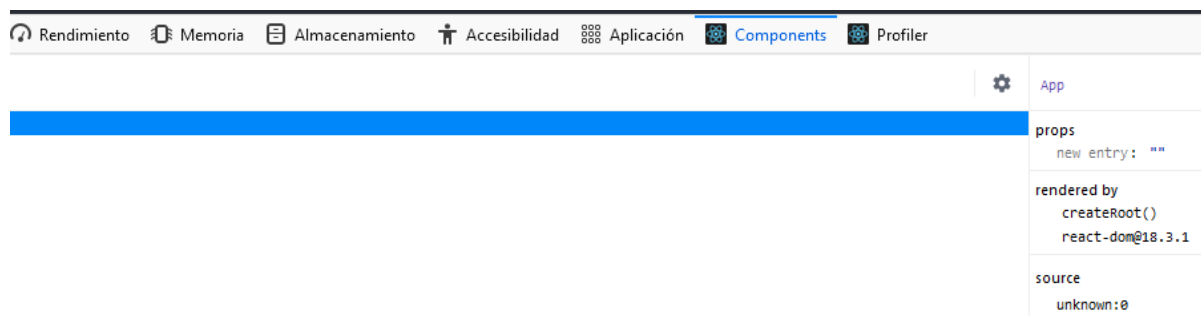 Rendimiento Memoria Almacenamiento Accesibilidad Aplicación Components Profiler
App
props
new entry: ""
rendered by
createRoot()
react-dom@18.3.1
source
unknown:0